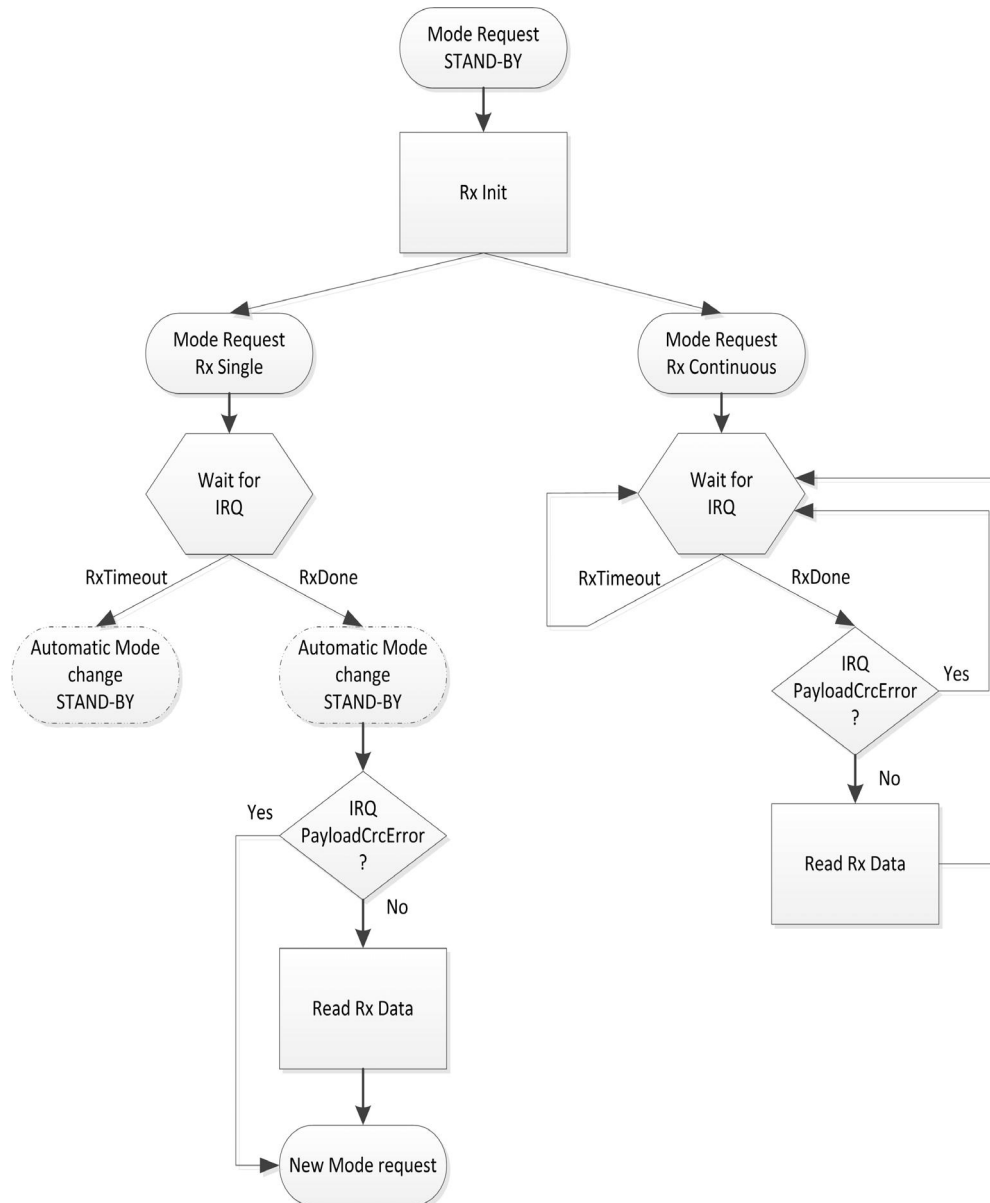 Mode Request
STAND-BY
Rx Init
Mode Request
Rx Single
Mode Request
Rx Continuous
Wait for
IRQ
Wait for
IRQ
RxTimeout
RxDone
RxTimeout
RxDone
Automatic Mode
change
STAND-BY
Automatic Mode
change
STAND-BY
IRQ
PayloadCrcError
?
Yes
No
Yes
IRQ
PayloadCrcError
?
No
Read Rx Data
Read Rx Data
New Mode request